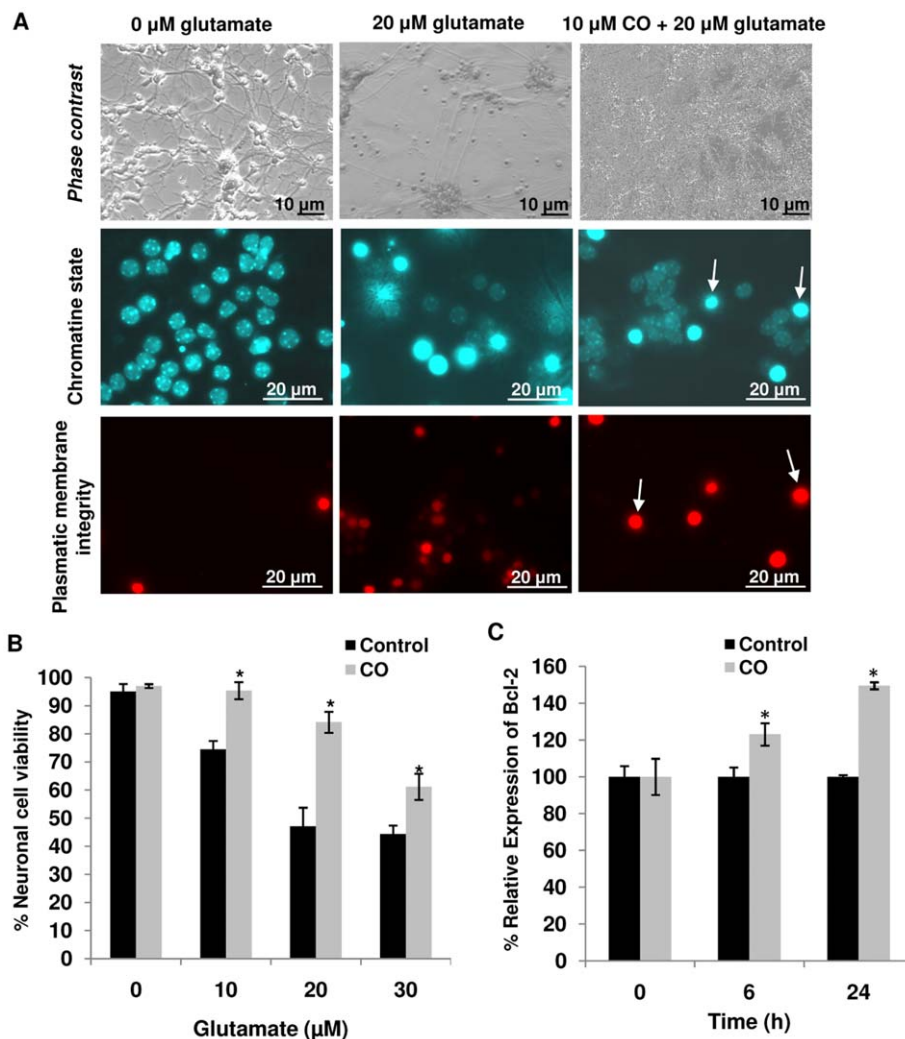 A
0 µM glutamate
20 µM glutamate
10 µM CO + 20 µM glutamate
Phase contrast
10 µm
10 µm
10 µm
Chromatine state
20 µm
20 µm
20 µm
Plasmatic membrane
integrity
20 µm
20 µm
20 µm
B
Control
CO
% Neuronal cell viability
100
90
80
70
60
50
40
30
20
10
0
*
*
*
0
10
20
30
Glutamate (µM)
C
Control
CO
% Relative Expression of Bcl-2
160
140
120
100
80
60
40
20
0
*
*
0
6
24
Time (h)